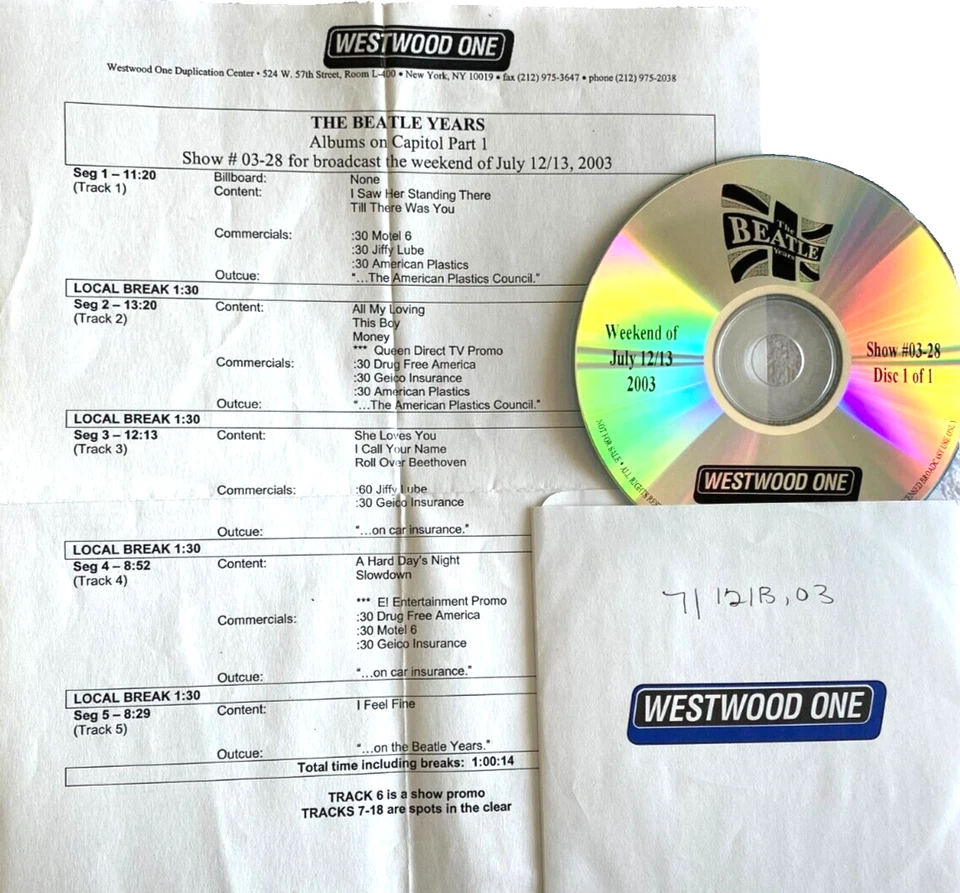 WESTWOOD ONE
Westwood One Duplication Center • 524 W. 57th Street, Room L-400 • New York, NY 10019 • fax (212) 975-3647 • phone (212) 975-2038
THE BEATLE YEARS
Albums on Capitol Part 1
Show # 03-28 for broadcast the weekend of July 12/13, 2003
Seg 1 – 11:20 Billboard: None
(Track 1) Content: I Saw Her Standing There
Till There Was You
Commercials: :30 Motel 6
:30 Jiffy Lube
:30 American Plastics
Outcue: "...The American Plastics Council."
LOCAL BREAK 1:30
Seg 2 – 13:20 Content: All My Loving
(Track 2) This Boy
Money
*** Queen Direct TV Promo
Commercials: :30 Drug Free America
:30 Geico Insurance
:30 American Plastics
Outcue: "...The American Plastics Council."
LOCAL BREAK 1:30
Seg 3 – 12:13 Content: She Loves You
(Track 3) I Call Your Name
Roll Over Beethoven
Commercials: :60 Jiffy Lube
:30 Geico Insurance
Outcue: "...on car insurance."
LOCAL BREAK 1:30
Seg 4 – 8:52 Content: A Hard Day's Night
(Track 4) Slowdown
*** E! Entertainment Promo
Commercials: :30 Drug Free America
:30 Motel 6
:30 Geico Insurance
Outcue: "...on car insurance."
LOCAL BREAK 1:30
Seg 5 – 8:29 Content: I Feel Fine
(Track 5)
Outcue: "...on the Beatle Years."
Total time including breaks: 1:00:14
TRACK 6 is a show promo
TRACKS 7-18 are spots in the clear
The
BEATLE
Years
Weekend of
July 12/13
2003
Show #03-28
Disc 1 of 1
NOT FOR SALE • ALL RIGHTS
BROADCAST USE
WESTWOOD ONE
7/12/13, 03
WESTWOOD ONE